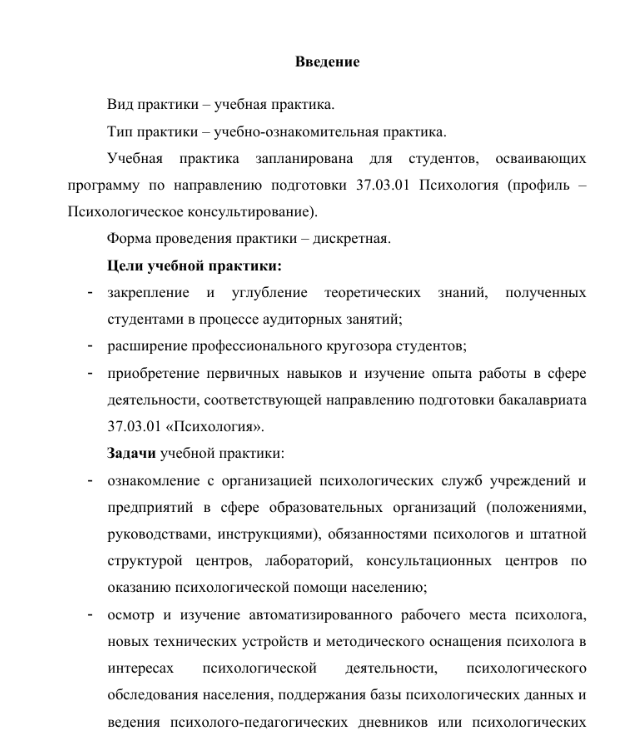 Введение
Вид практики – учебная практика.
Тип практики – учебно-ознакомительная практика.
Учебная практика запланирована для студентов, осваивающих
программу по направлению подготовки 37.03.01 Психология (профиль –
Психологическое консультирование).
Форма проведения практики – дискретная.
Цели учебной практики:
- закрепление и углубление теоретических знаний, полученных
студентами в процессе аудиторных занятий;
- расширение профессионального кругозора студентов;
- приобретение первичных навыков и изучение опыта работы в сфере
деятельности, соответствующей направлению подготовки бакалавриата
37.03.01 «Психология».
Задачи учебной практики:
- ознакомление с организацией психологических служб учреждений и
предприятий в сфере образовательных организаций (положениями,
руководствами, инструкциями), обязанностями психологов и штатной
структурой центров, лабораторий, консультационных центров по
оказанию психологической помощи населению;
- осмотр и изучение автоматизированного рабочего места психолога,
новых технических устройств и методического оснащения психолога в
интересах психологической деятельности, психологического
обследования населения, поддержания базы психологических данных и
ведения психолого-педагогических дневников или психологических